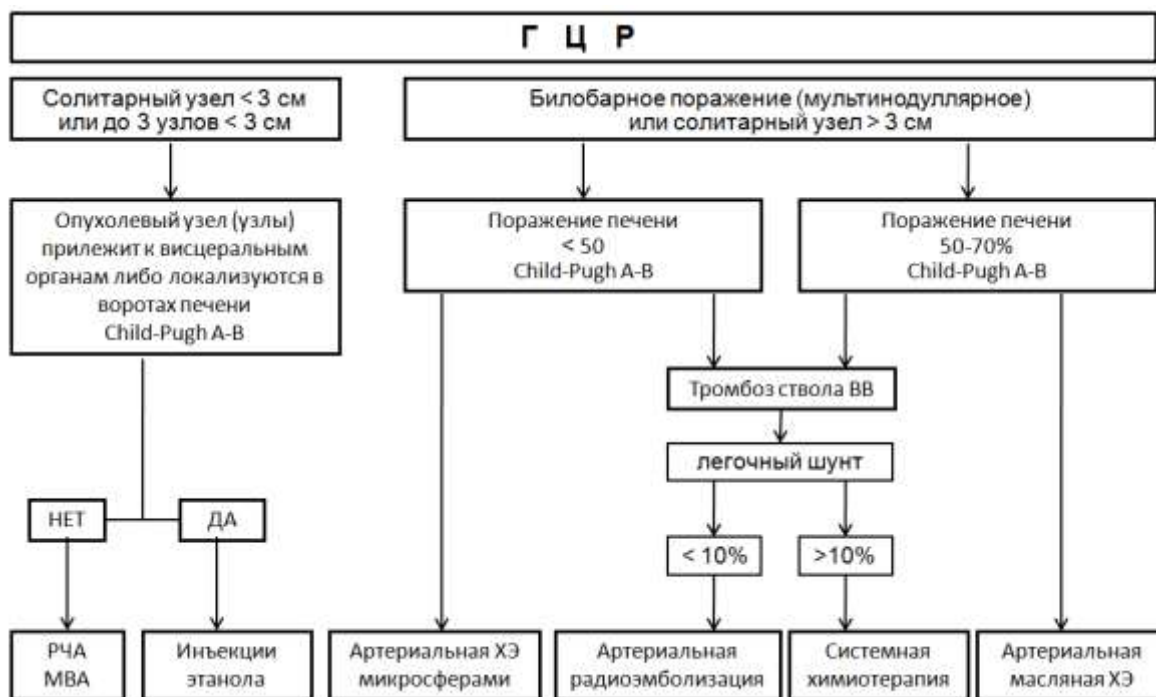 Г Ц Р
Солитарный узел < 3 см
или до 3 узлов < 3 см
Билобарное поражение (мультинодуллярное)
или солитарный узел > 3 см
Опухолевый узел (узлы)
прилежит к висцеральным
органам либо локализуются в
воротах печени
Child-Pugh A-B
Поражение печени
< 50
Child-Pugh A-B
Поражение печени
50-70%
Child-Pugh A-B
Тромбоз ствола ВВ
легочный шунт
НЕТ
ДА
< 10%
>10%
РЧА
МВА
Инъекции
этанола
Артериальная ХЭ
микросферами
Артериальная
радиоэмболизация
Системная
химиотерапия
Артериальная
масляная ХЭ